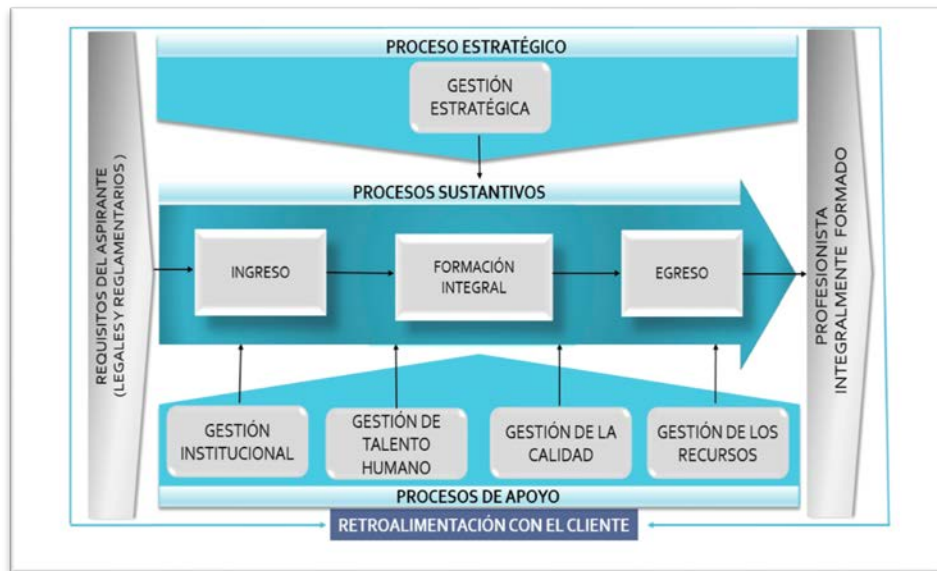 PROCESO ESTRATÉGICO
GESTIÓN
ESTRATÉGICA
REQUISITOS DEL ASPIRANTE
(LEGALES Y REGLAMENTARIOS )
PROCESOS SUSTANTIVOS
INGRESO
FORMACIÓN
INTEGRAL
EGRESO
PROFESIONISTA
INTEGRALMENTE FORMADO
GESTIÓN
INSTITUCIONAL
GESTIÓN DE
TALENTO
HUMANO
GESTIÓN DE LA
CALIDAD
GESTIÓN DE LOS
RECURSOS
PROCESOS DE APOYO
RETROALIMENTACIÓN CON EL CLIENTE